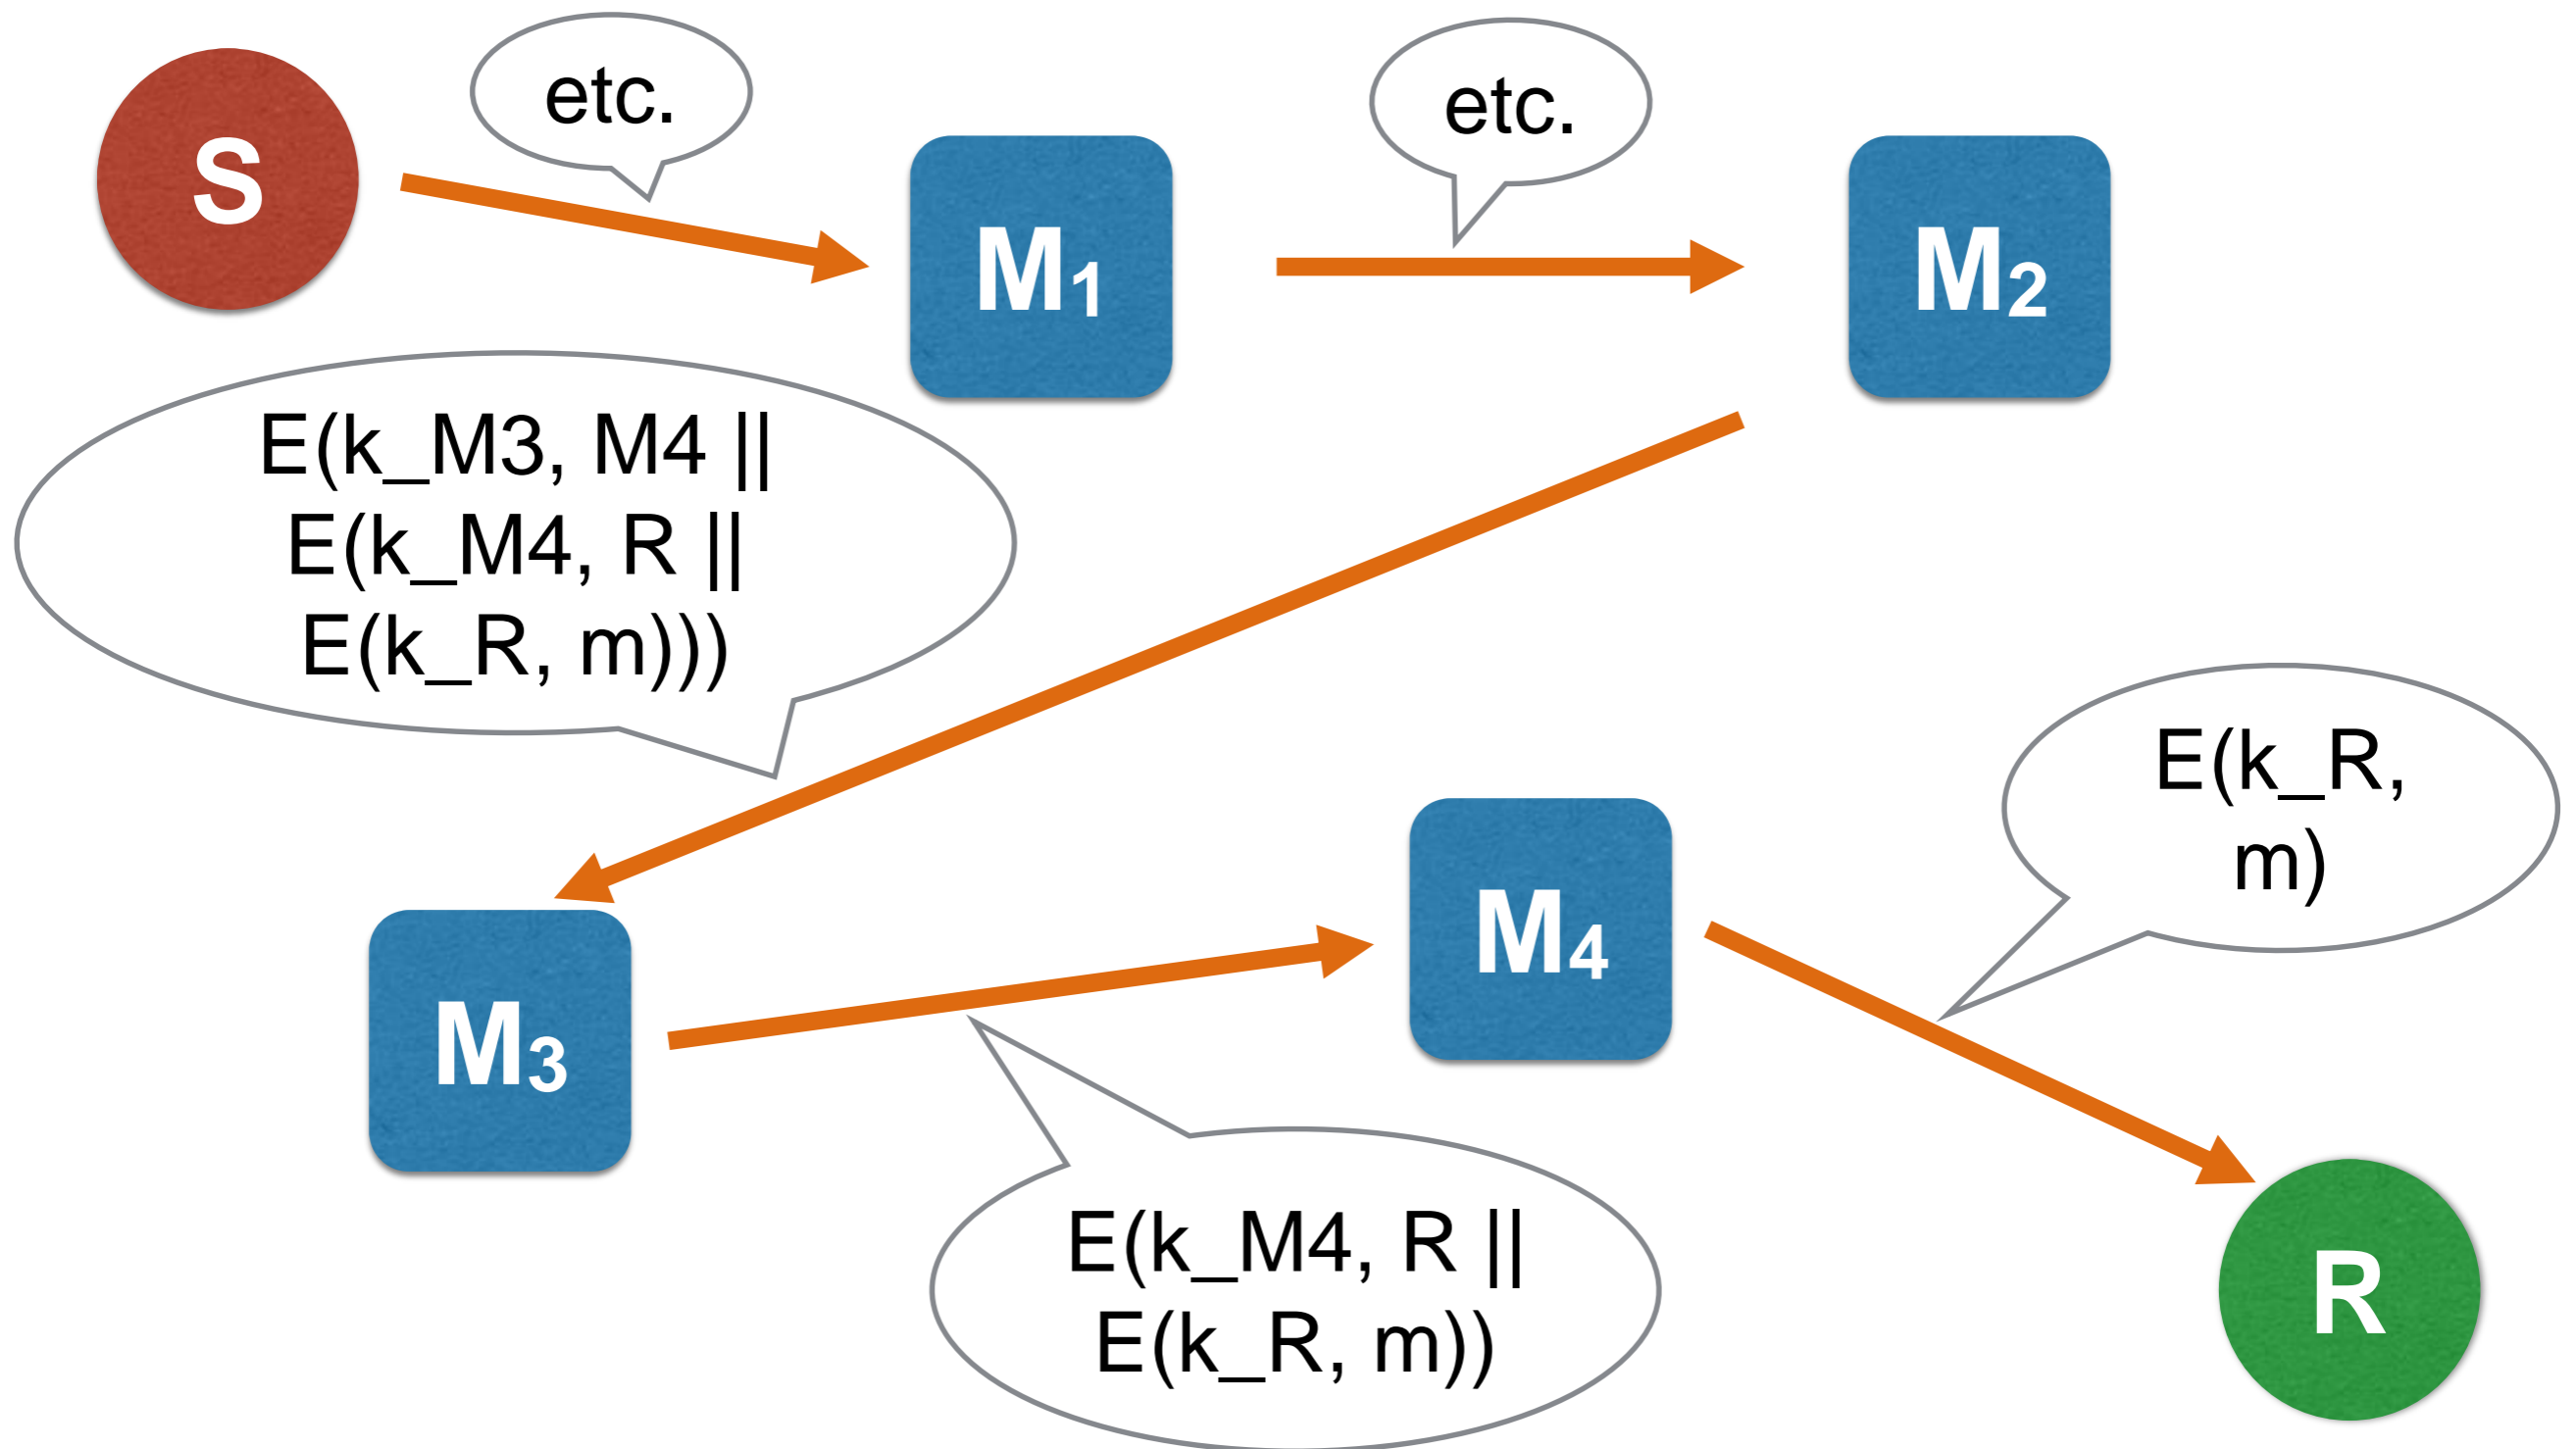 S
etc.
M1
etc.
M2
E(k_M3, M4 ||
E(k_M4, R ||
E(k_R, m)))
E(k_R,
m)
M3
M4
E(k_M4, R ||
E(k_R, m))
R